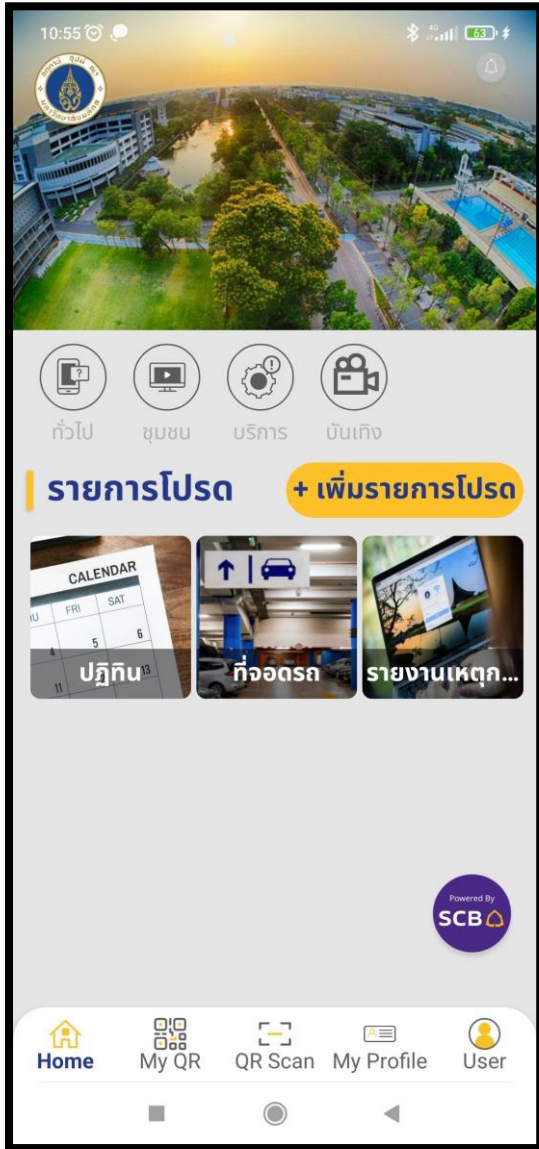 10:55
4G
63
ทั่วไป
ชุมชน
บริการ
บันเทิง
รายการโปรด
+ เพิ่มรายการโปรด
CALENDAR
FRI SAT
4 5 6
11 13
ปฏิทิน
ที่จอดรถ
รายงานเหตุก...
Powered By
SCB
Home
My QR
QR Scan
My Profile
User